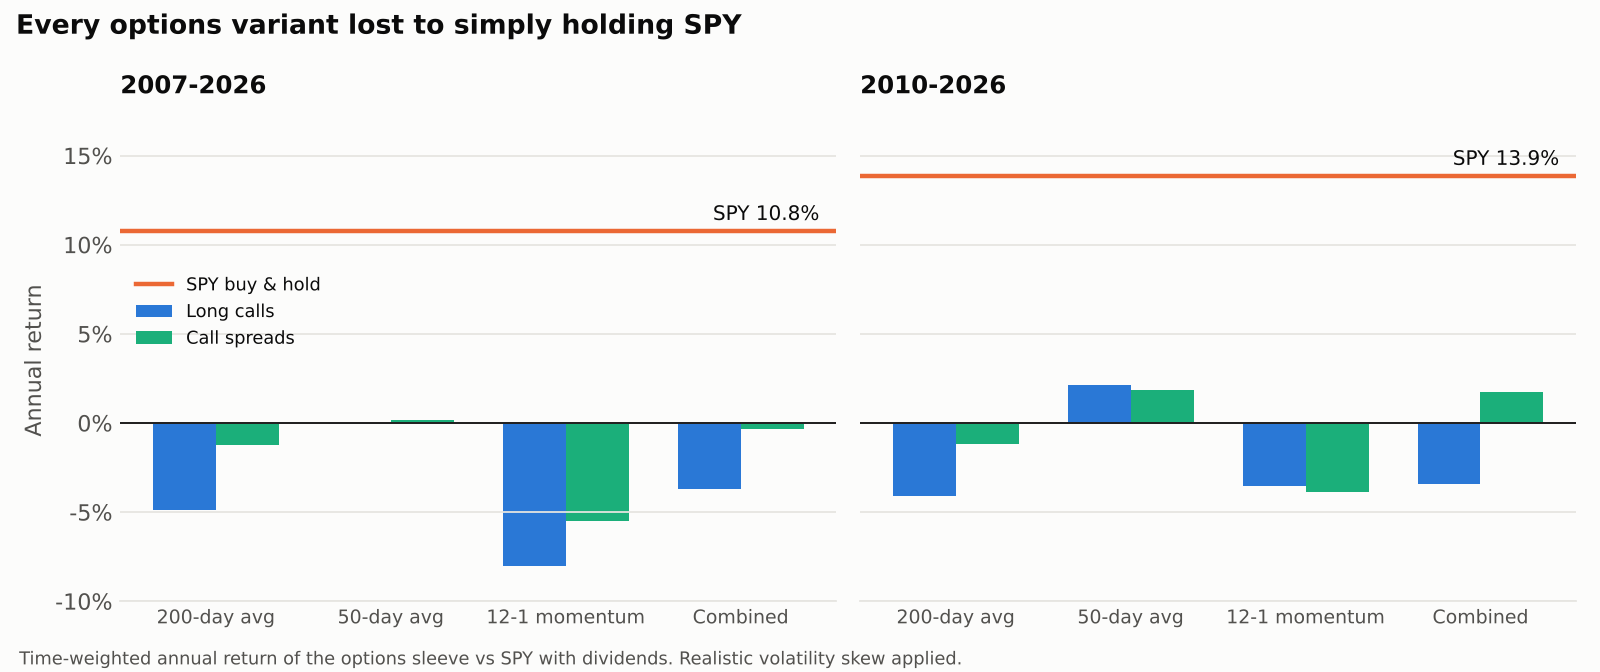 Every options variant lost to simply holding SPY
2007-2026
2010-2026
Annual return
15%
10%
5%
0%
-5%
-10%
SPY 10.8%
SPY buy & hold
Long calls
Call spreads
200-day avg
50-day avg
12-1 momentum
Combined
SPY 13.9%
200-day avg
50-day avg
12-1 momentum
Combined
Time-weighted annual return of the options sleeve vs SPY with dividends. Realistic volatility skew applied.